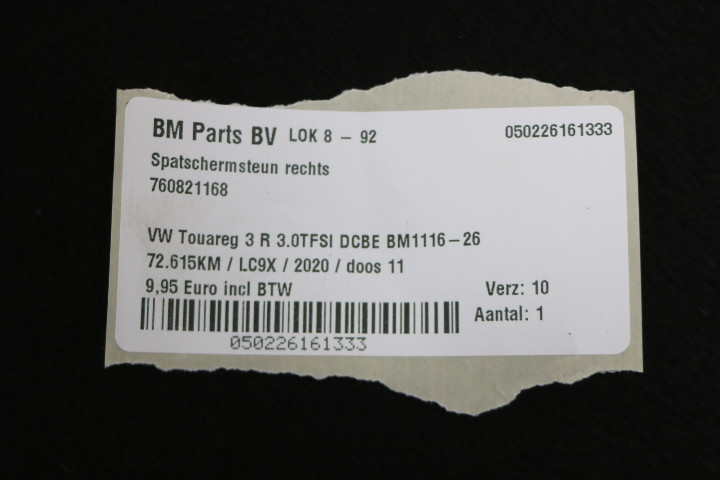 BM Parts BV LOK 8 – 92 050226161333
Spatschermsteun rechts
760821168
VW Touareg 3 R 3.0TFSI DCBE BM1116–26
72.615KM / LC9X / 2020 / doos 11
9,95 Euro incl BTW Verz: 10
Aantal: 1
050226161333